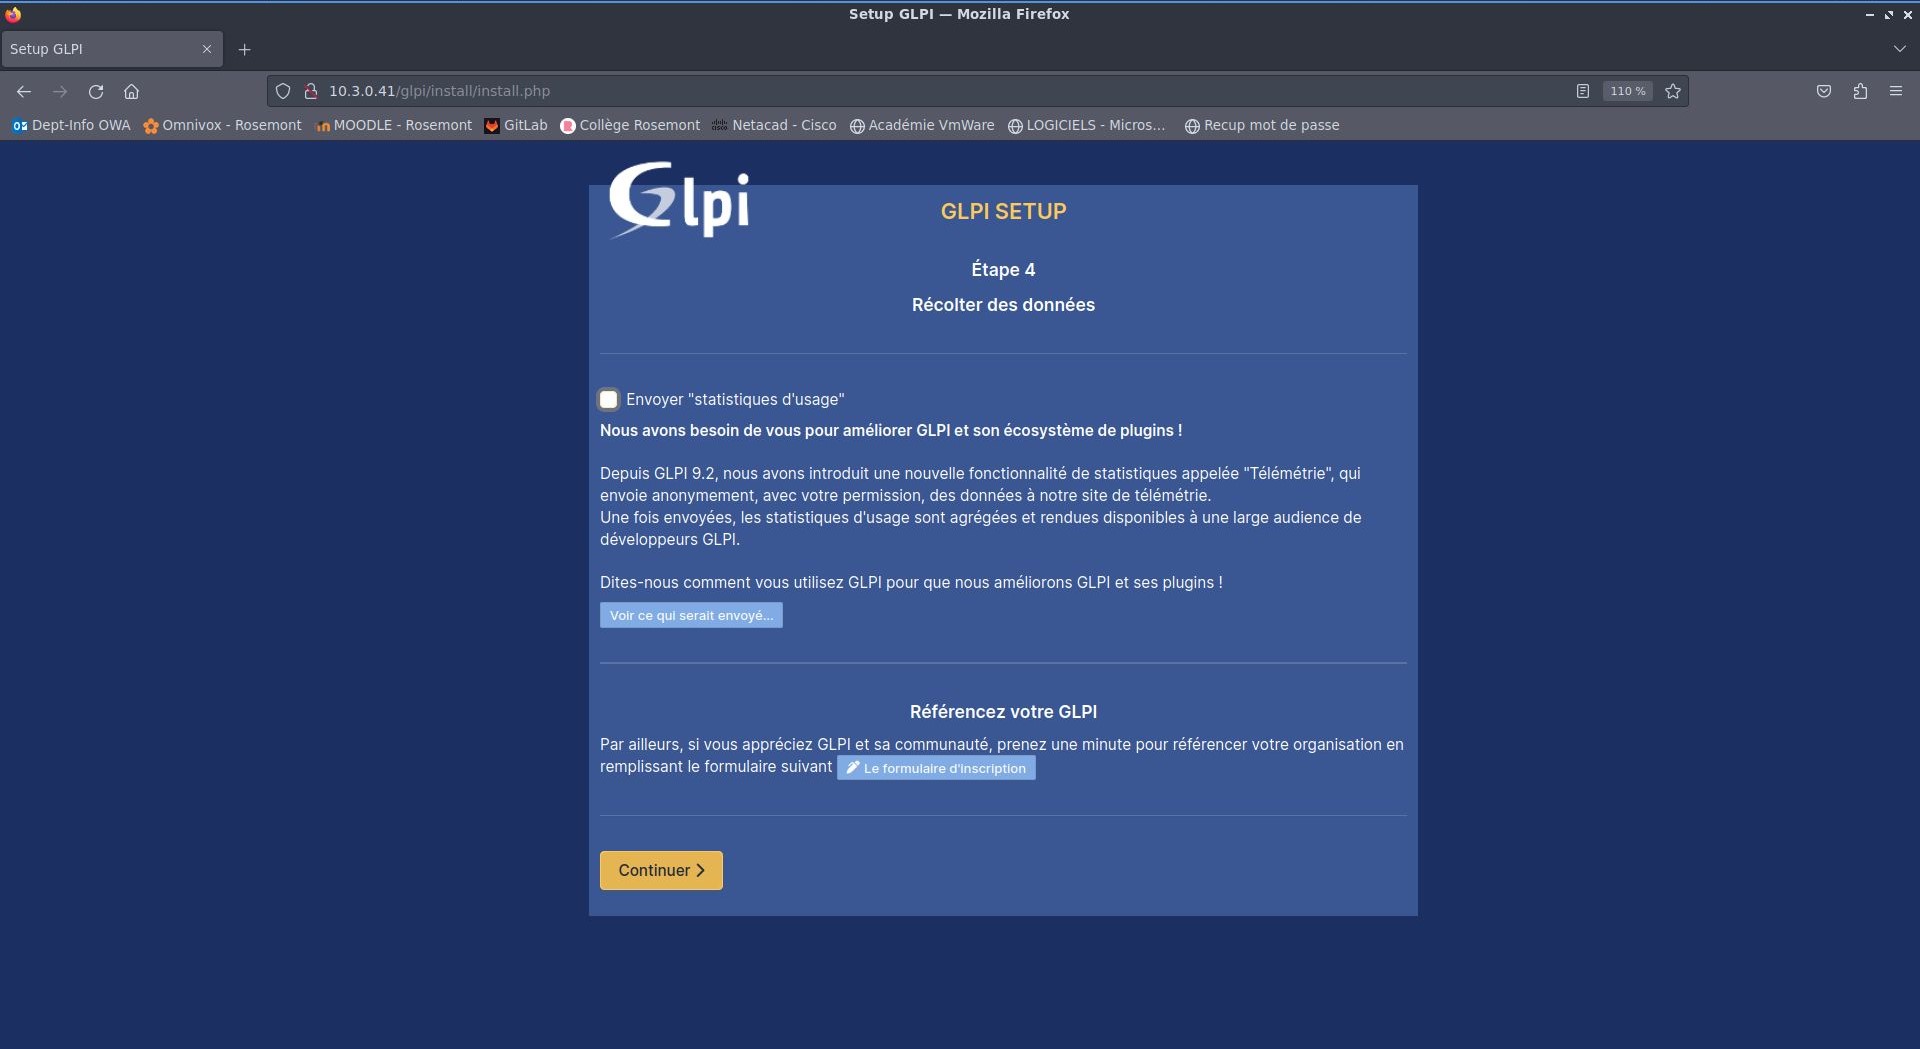 Setup GLPI — Mozilla Firefox
Setup GLPI
10.3.0.41/glpi/install/install.php
110 %
Dept-Info OWA
Omnivox - Rosemont
MOODLE - Rosemont
GitLab
Collège Rosemont
Netacad - Cisco
Académie VmWare
LOGICIELS - Micros…
Recup mot de passe
Glpi
GLPI SETUP
Étape 4
Récolter des données
Envoyer "statistiques d'usage"
Nous avons besoin de vous pour améliorer GLPI et son écosystème de plugins !
Depuis GLPI 9.2, nous avons introduit une nouvelle fonctionnalité de statistiques appelée "Télémétrie", qui
envoie anonymement, avec votre permission, des données à notre site de télémétrie.
Une fois envoyées, les statistiques d'usage sont agrégées et rendues disponibles à une large audience de
développeurs GLPI.
Dites-nous comment vous utilisez GLPI pour que nous améliorons GLPI et ses plugins !
Voir ce qui serait envoyé...
Référencez votre GLPI
Par ailleurs, si vous appréciez GLPI et sa communauté, prenez une minute pour référencer votre organisation en
remplissant le formulaire suivant Le formulaire d'inscription
Continuer